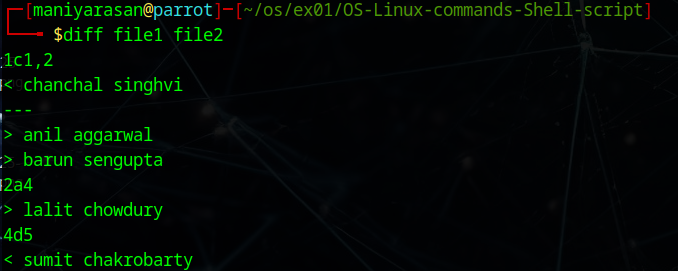 ┌─[maniyarasan@parrot]─[~/os/ex01/OS-Linux-commands-Shell-script]
└──╼ $diff file1 file2
1c1,2
< chanchal singhvi
---
> anil aggarwal
> barun sengupta
2a4
> lalit chowdury
4d5
< sumit chakrobarty